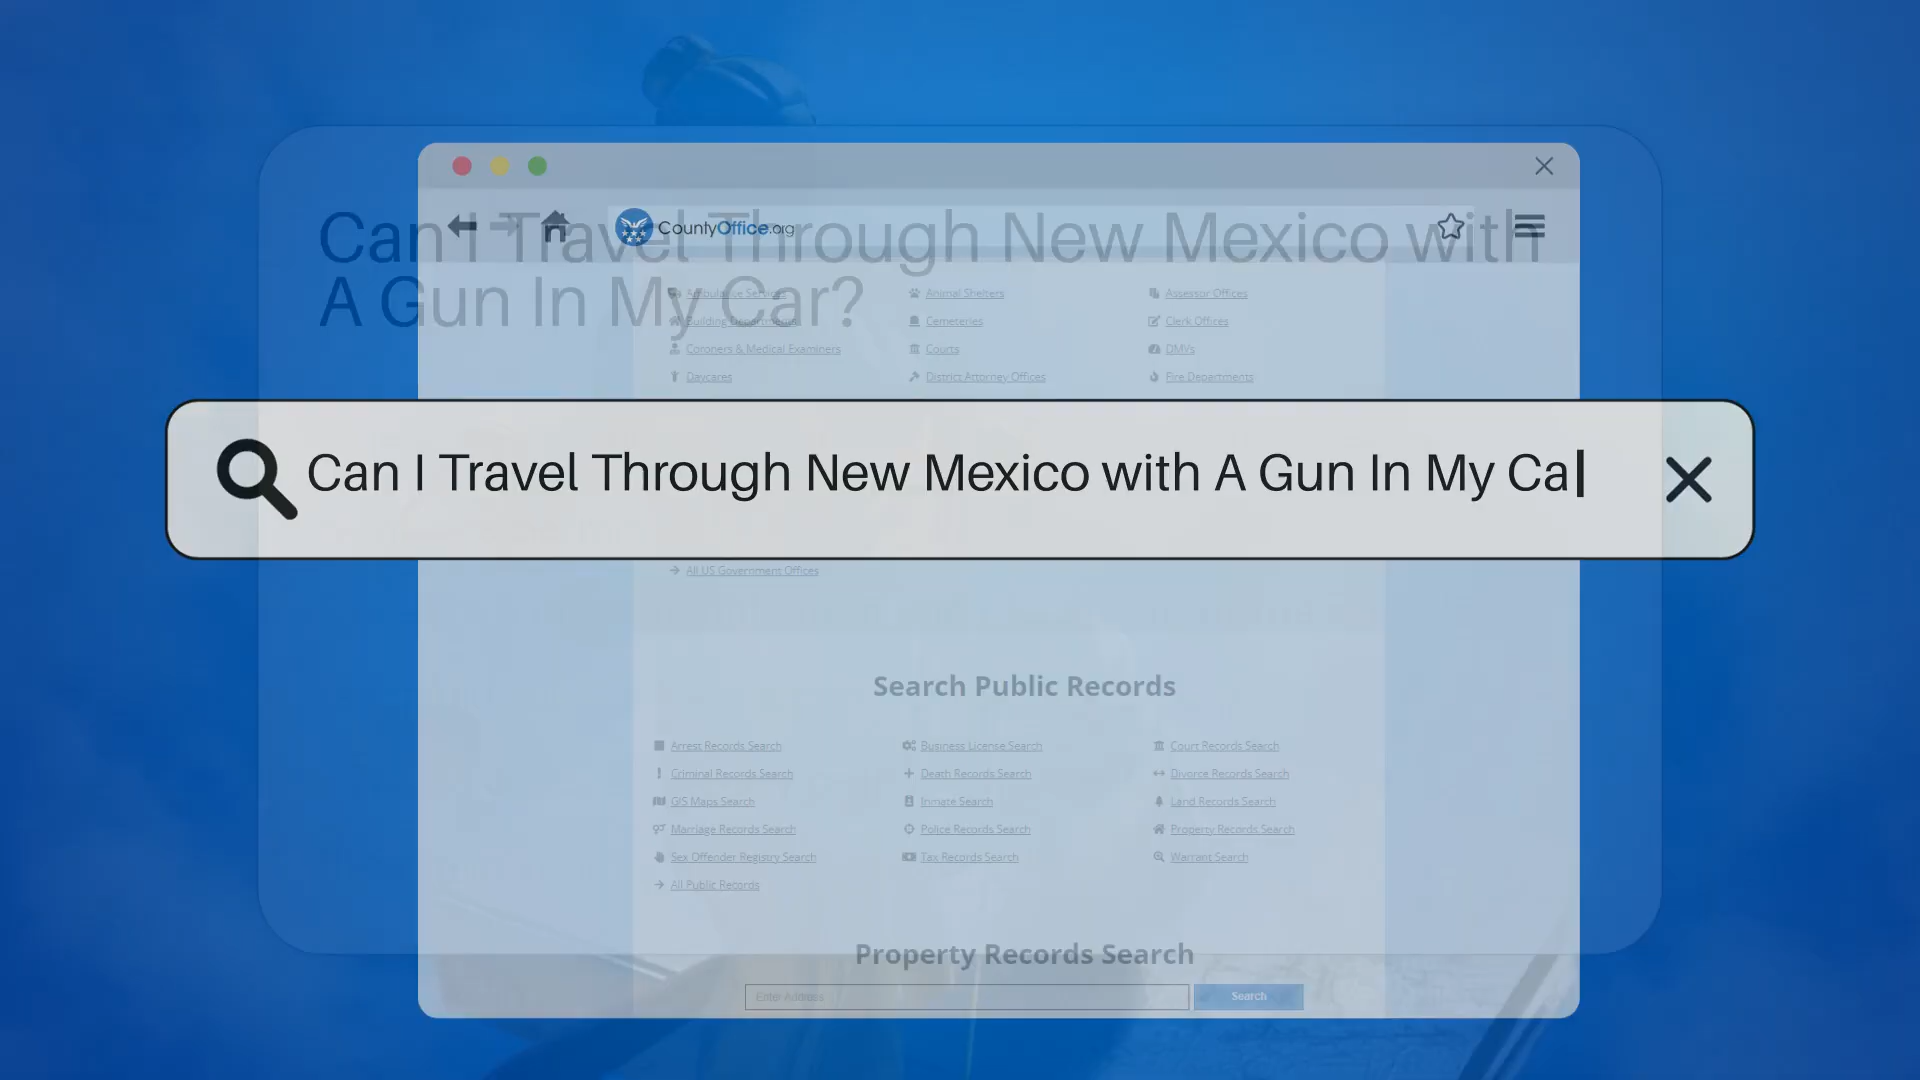 CountyOffice.org
Can I Travel Through New Mexico with
A Gun In My Car?
Ambulance Services
Animal Shelters
Assessor Offices
Building Departments
Cemeteries
Clerk Offices
Coroners & Medical Examiners
Courts
DMVs
Daycares
District Attorney Offices
Fire Departments
Can I Travel Through New Mexico with A Gun In My Ca
All US Government Offices
Search Public Records
Arrest Records Search
Business License Search
Court Records Search
Criminal Records Search
Death Records Search
Divorce Records Search
GIS Maps Search
Inmate Search
Land Records Search
Marriage Records Search
Police Records Search
Property Records Search
Sex Offender Registry Search
Tax Records Search
Warrant Search
All Public Records
Property Records Search
Enter Address
Search